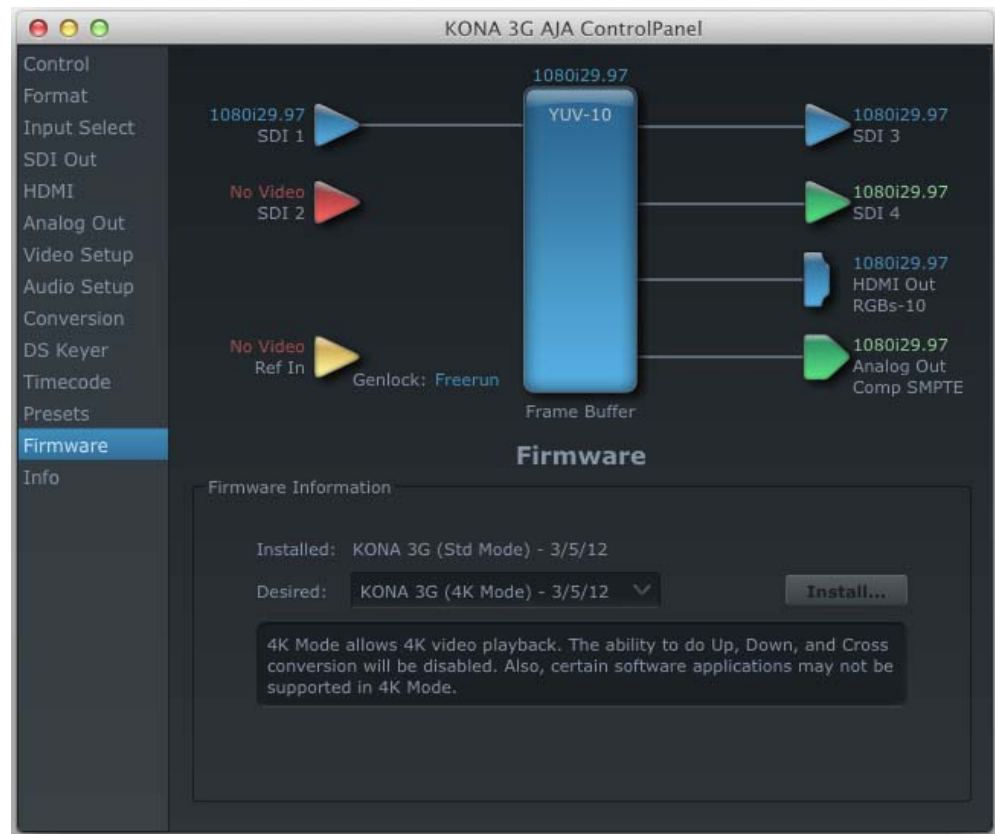 KONA 3G AJA ControlPanel
Control
Format
Input Select
SDI Out
HDMI
Analog Out
Video Setup
Audio Setup
Conversion
DS Keyer
Timecode
Presets
Firmware
Info
1080i29.97
YUV-10
1080i29.97
SDI 1
No Video
SDI 2
No Video
Ref In
Genlock: Freerun
Frame Buffer
1080i29.97
SDI 3
1080i29.97
SDI 4
1080i29.97
HDMI Out
RGBs-10
1080i29.97
Analog Out
Comp SMPTE
Firmware
Firmware Information
Installed: KONA 3G (Std Mode) - 3/5/12
Desired: KONA 3G (4K Mode) - 3/5/12
Install...
4K Mode allows 4K video playback. The ability to do Up, Down, and Cross
conversion will be disabled. Also, certain software applications may not be
supported in 4K Mode.